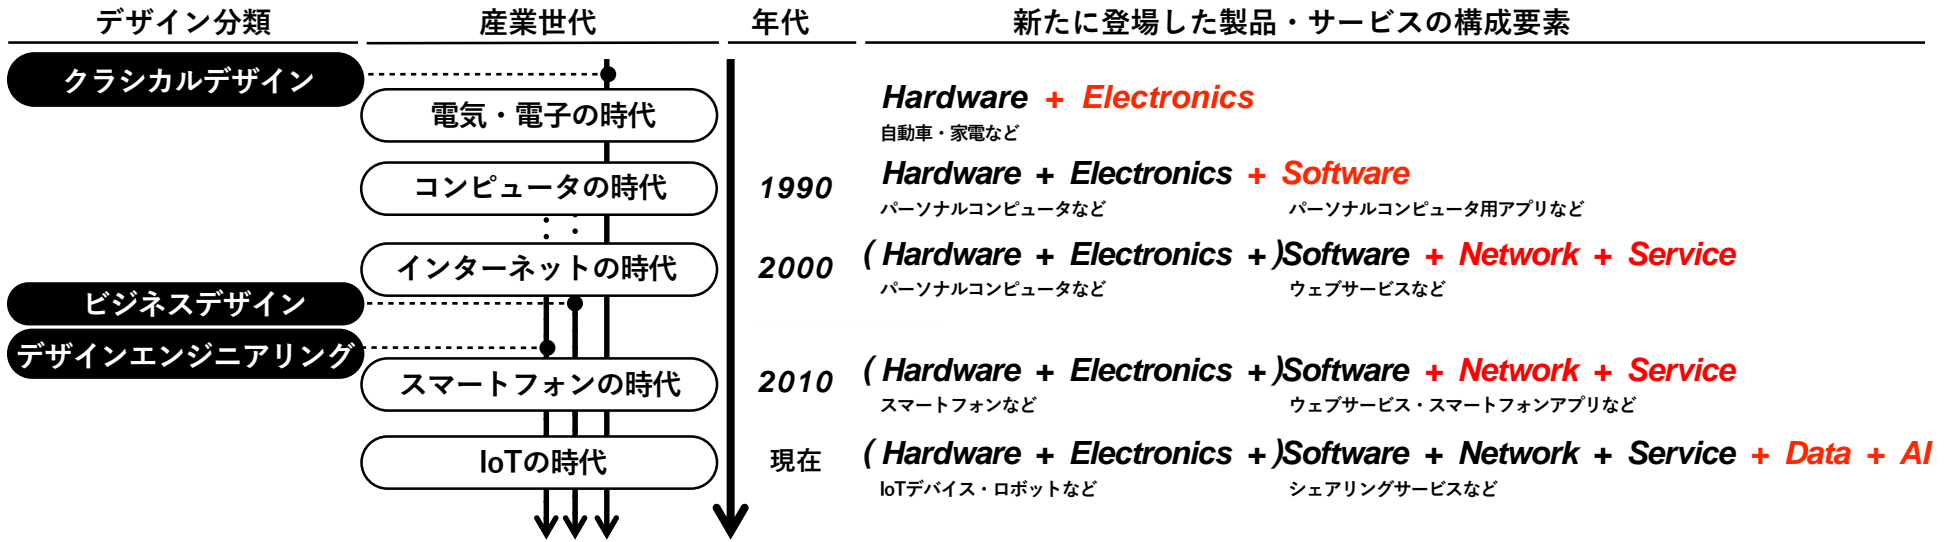 デザイン分類 産業世代 年代 新たに登場した製品・サービスの構成要素
クラシカルデザイン
電気・電子の時代
Hardware + Electronics
自動車・家電など
コンピュータの時代
1990
Hardware + Electronics + Software
パーソナルコンピュータなど パーソナルコンピュータ用アプリなど
インターネットの時代
2000
(Hardware + Electronics +)Software + Network + Service
パーソナルコンピュータなど ウェブサービスなど
ビジネスデザイン
デザインエンジニアリング
スマートフォンの時代
2010
(Hardware + Electronics +)Software + Network + Service
スマートフォンなど ウェブサービス・スマートフォンアプリなど
IoTの時代
現在
(Hardware + Electronics +)Software + Network + Service + Data + AI
IoTデバイス・ロボットなど シェアリングサービスなど